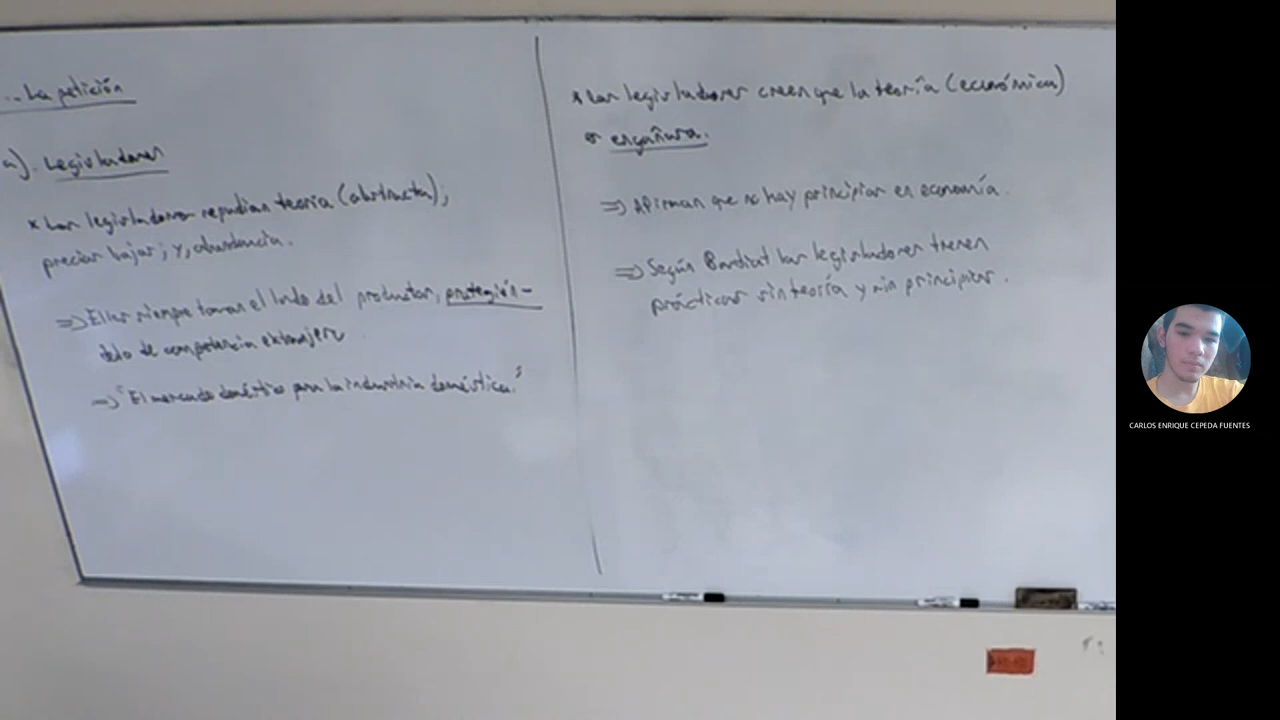 La petición
a). Legisladores
* Los legisladores repudian teoría (abstracta);
precios bajos; y, abundancia.
=> Ellos siempre toman el lado del productor, protegién-
dolo de competencia extranjera
=> "El mercado doméstico para la industria doméstica."
* Los legisladores creen que la teoría (económica)
es engañosa.
=> Afirman que no hay principios en economía.
=> Según Bastiat los legisladores tienen
prácticas sin teoría y sin principios.
CARLOS ENRIQUE CEPEDA FUENTES